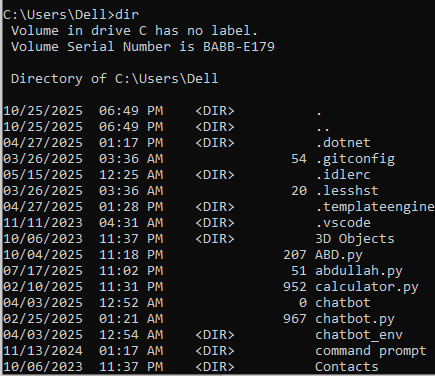 C:\Users\Dell>dir
 Volume in drive C has no label.
 Volume Serial Number is BABB-E179

 Directory of C:\Users\Dell

10/25/2025  06:49 PM    <DIR>          .
10/25/2025  06:49 PM    <DIR>          ..
04/27/2025  01:17 PM    <DIR>          .dotnet
03/26/2025  03:36 AM                54 .gitconfig
05/15/2025  12:25 AM    <DIR>          .idlerc
03/26/2025  03:36 AM                20 .lesshst
04/27/2025  01:28 PM    <DIR>          .templateengine
11/11/2023  04:31 AM    <DIR>          .vscode
10/06/2023  11:37 PM    <DIR>          3D Objects
10/04/2025  11:18 PM               207 ABD.py
07/17/2025  11:02 PM                51 abdullah.py
02/10/2025  11:31 PM               952 calculator.py
04/03/2025  12:52 AM                 0 chatbot
02/25/2025  01:21 AM               967 chatbot.py
04/03/2025  12:54 AM    <DIR>          chatbot_env
11/13/2024  01:17 AM    <DIR>          command prompt
10/06/2023  11:37 PM    <DIR>          Contacts